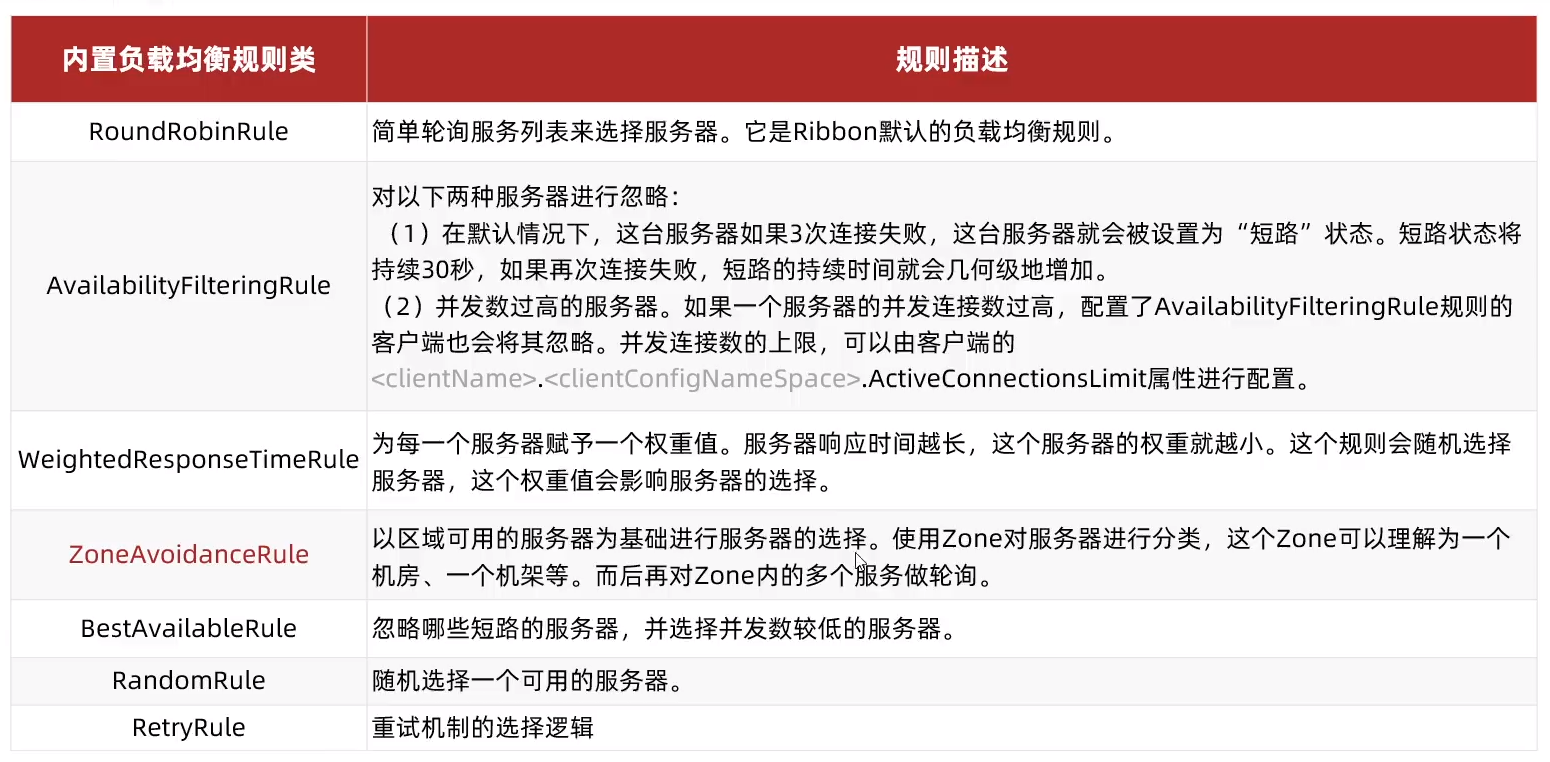 内置负载均衡规则类 规则描述
RoundRobinRule 简单轮询服务列表来选择服务器。它是Ribbon默认的负载均衡规则。
对以下两种服务器进行忽略：
（1）在默认情况下，这台服务器如果3次连接失败，这台服务器就会被设置为“短路”状态。短路状态将
持续30秒，如果再次连接失败，短路的持续时间就会几何级地增加。
AvailabilityFilteringRule
（2）并发数过高的服务器。如果一个服务器的并发连接数过高，配置了AvailabilityFilteringRule规则的
客户端也会将其忽略。并发连接数的上限，可以由客户端的
<clientName>.<clientConfigNameSpace>.ActiveConnectionsLimit属性进行配置。
WeightedResponseTimeRule 为每一个服务器赋予一个权重值。服务器响应时间越长，这个服务器的权重就越小。这个规则会随机选择
服务器，这个权重值会影响服务器的选择。
ZoneAvoidanceRule 以区域可用的服务器为基础进行服务器的选择。使用Zone对服务器进行分类，这个Zone可以理解为一个
机房、一个机架等。而后再对Zone内的多个服务做轮询。
BestAvailableRule 忽略哪些短路的服务器，并选择并发数较低的服务器。
RandomRule 随机选择一个可用的服务器。
RetryRule 重试机制的选择逻辑